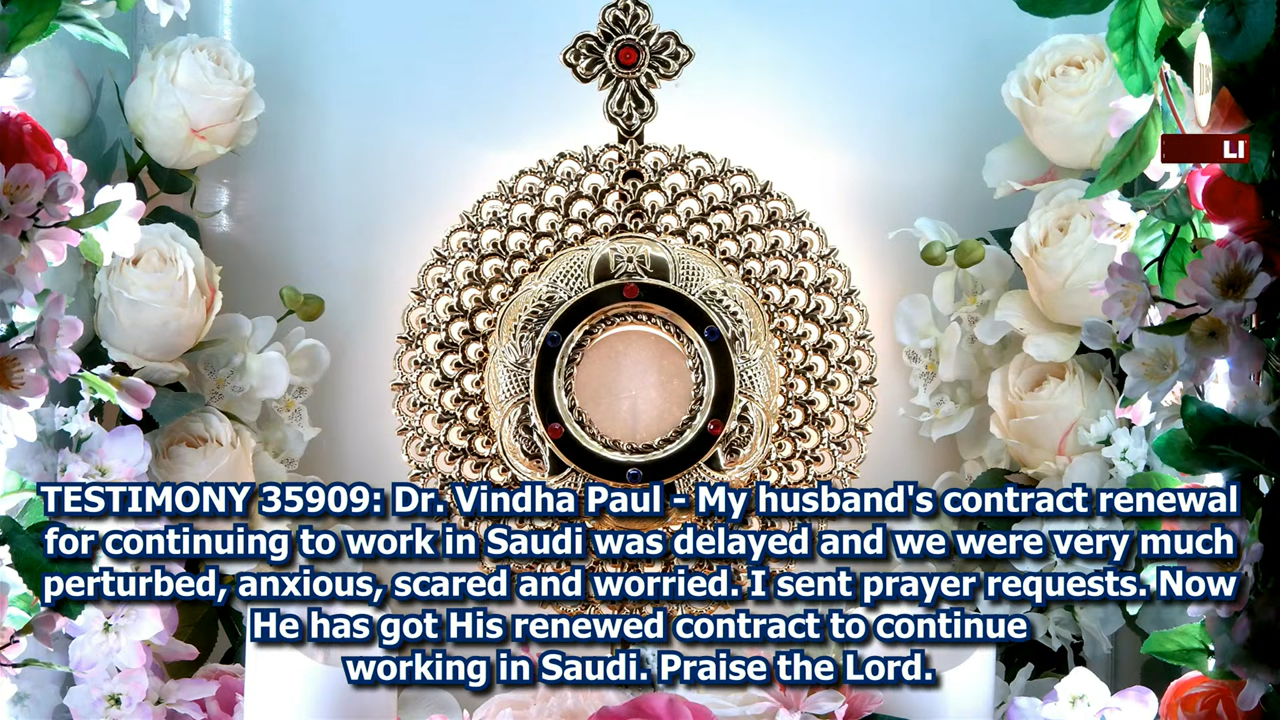 LI
TESTIMONY 35909: Dr. Vindha Paul - My husband's contract renewal
for continuing to work in Saudi was delayed and we were very much
perturbed, anxious, scared and worried. I sent prayer requests. Now
He has got His renewed contract to continue
working in Saudi. Praise the Lord.